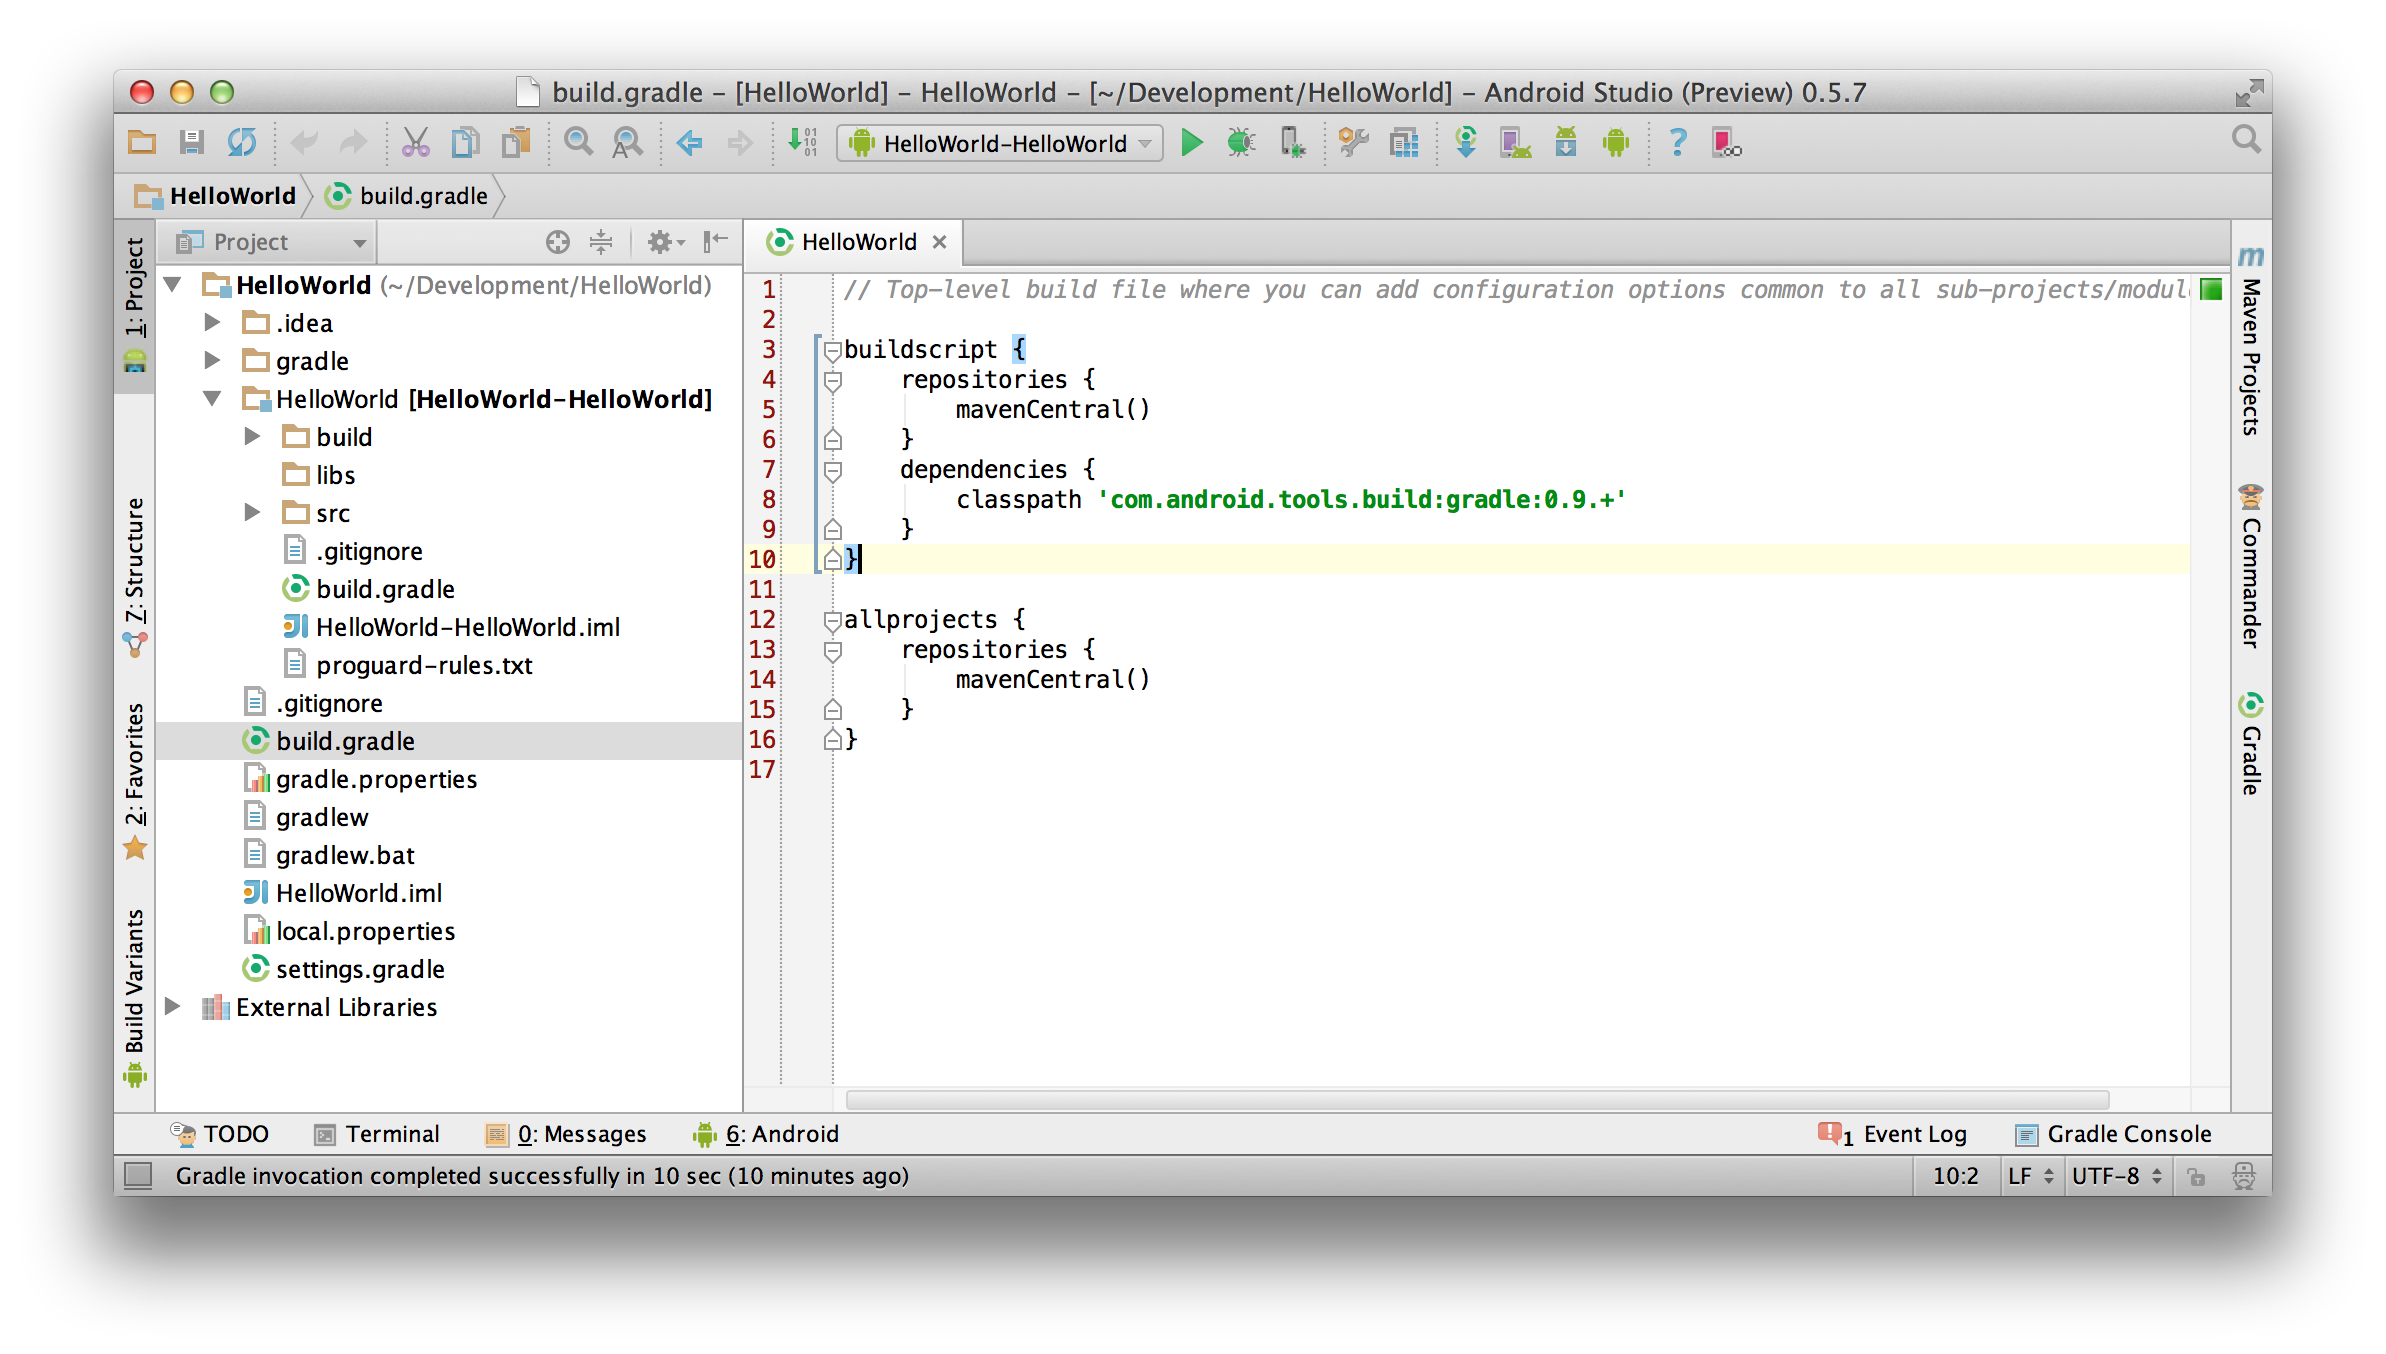 build.gradle – [HelloWorld] – HelloWorld – [~/Development/HelloWorld] – Android Studio (Preview) 0.5.7
HelloWorld-HelloWorld
HelloWorld
build.gradle
1: Project
7: Structure
2: Favorites
Build Variants
Project
HelloWorld (~/Development/HelloWorld)
.idea
gradle
HelloWorld [HelloWorld-HelloWorld]
build
libs
src
.gitignore
build.gradle
HelloWorld-HelloWorld.iml
proguard-rules.txt
.gitignore
build.gradle
gradle.properties
gradlew
gradlew.bat
HelloWorld.iml
local.properties
settings.gradle
External Libraries
HelloWorld
1 // Top-level build file where you can add configuration options common to all sub-projects/modul
2
3 buildscript {
4 repositories {
5 mavenCentral()
6 }
7 dependencies {
8 classpath 'com.android.tools.build:gradle:0.9.+'
9 }
10 }
11
12 allprojects {
13 repositories {
14 mavenCentral()
15 }
16 }
17
m Maven Projects
Commander
Gradle
TODO
Terminal
0: Messages
6: Android
1 Event Log
Gradle Console
Gradle invocation completed successfully in 10 sec (10 minutes ago)
10:2
LF
UTF-8